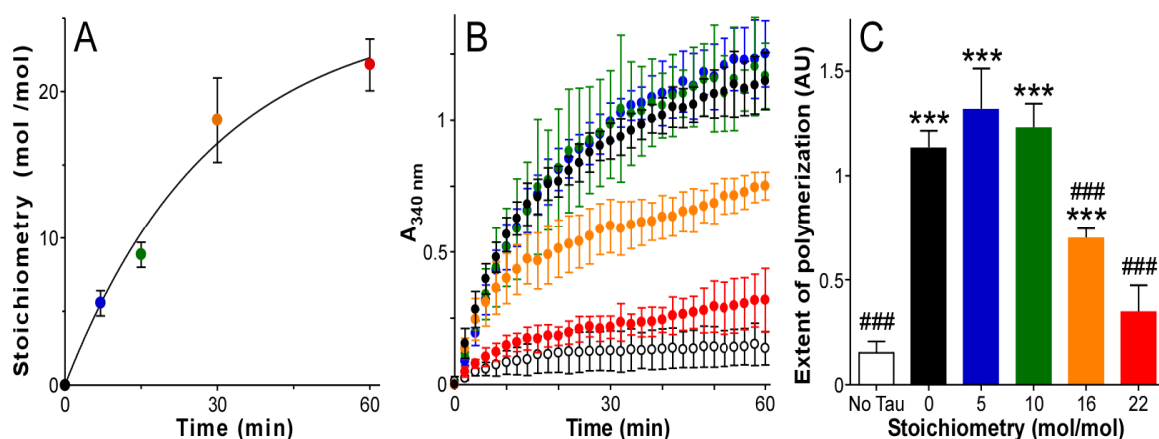 A
Stoichiometry (mol /mol)
20
10
0
0
30
60
Time (min)
B
A340 nm
1
0.5
0
0
30
60
Time (min)
C
Extent of polymerization (AU)
1.5
1
0.5
0
###
***
***
***
###
***
###
No Tau
0
5
10
16
22
Stoichiometry (mol/mol)